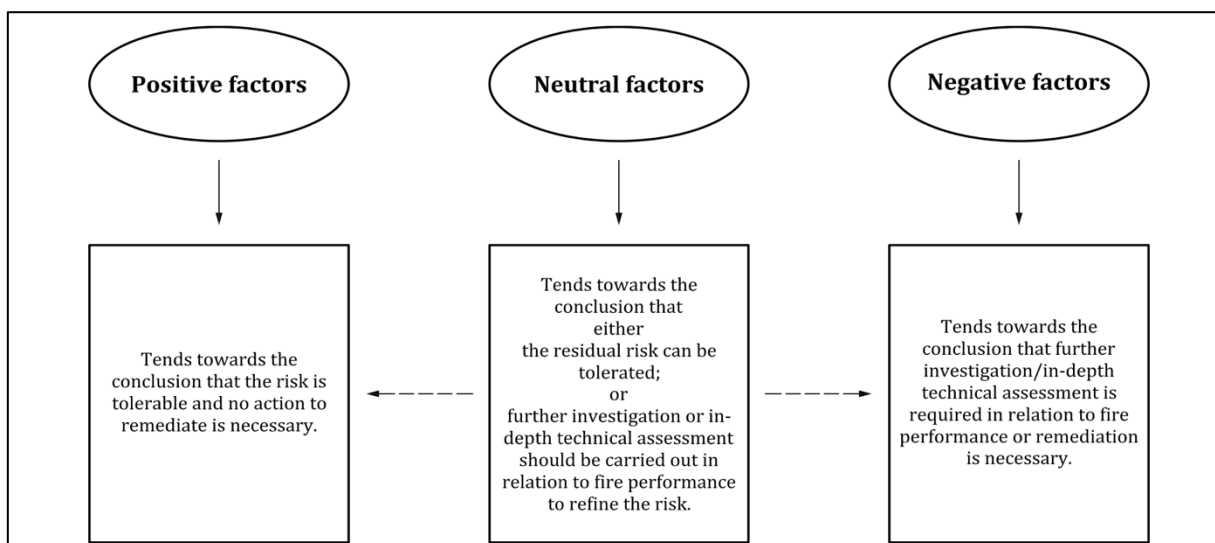 Positive factors
Neutral factors
Negative factors
Tends towards the
conclusion that the risk is
tolerable and no action to
remediate is necessary.
Tends towards the
conclusion that
either
the residual risk can be
tolerated;
or
further investigation or in-
depth technical assessment
should be carried out in
relation to fire performance
to refine the risk.
Tends towards the
conclusion that further
investigation/in-depth
technical assessment is
required in relation to fire
performance or remediation
is necessary.